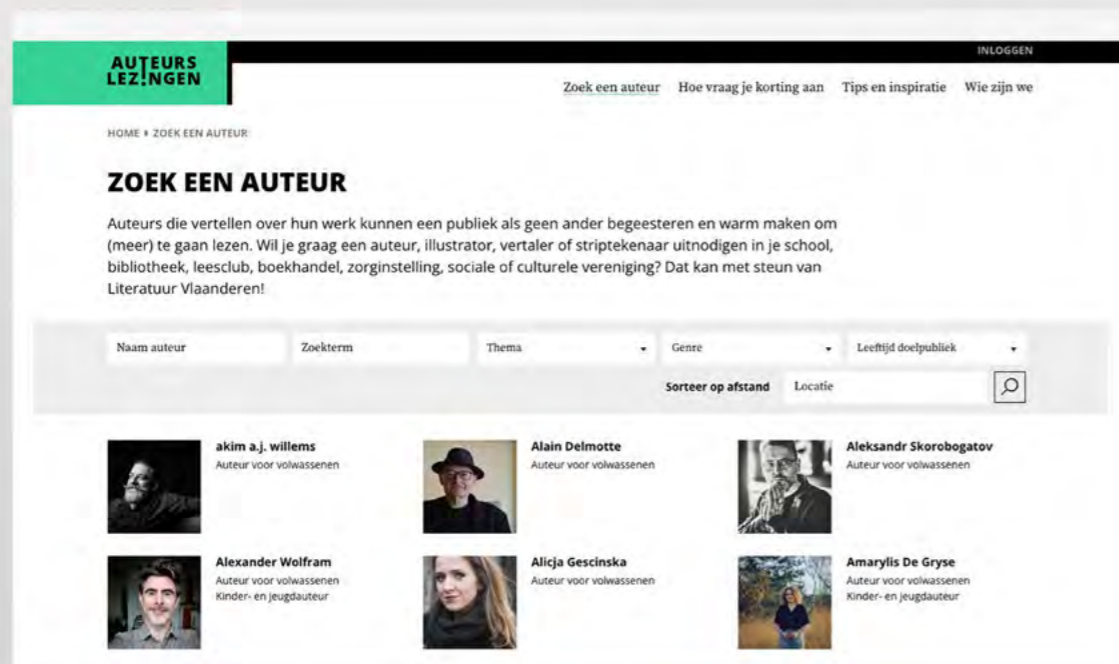 AUTEURS
LEZ!NGEN
INLOGGEN
Zoek een auteur Hoe vraag je korting aan Tips en inspiratie Wie zijn we
HOME ZOEK EEN AUTEUR
ZOEK EEN AUTEUR
Auteurs die vertellen over hun werk kunnen een publiek als geen ander begeesteren en warm maken om
(meer) te gaan lezen. Wil je graag een auteur, illustrator, vertaler of striptekenaar uitnodigen in je school,
bibliotheek, leesclub, boekhandel, zorginstelling, sociale of culturele vereniging? Dat kan met steun van
Literatuur Vlaanderen!
Naam auteur Zoekterm Thema Genre Leeftijd doelpubliek
Sorteer op afstand Locatie
akim a.j. willems
Auteur voor volwassenen
Alain Delmotte
Auteur voor volwassenen
Aleksandr Skorobogatov
Auteur voor volwassenen
Alexander Wolfram
Auteur voor volwassenen
Kinder- en jeugdauteur
Alicja Gescinska
Auteur voor volwassenen
Amarylis De Gryse
Auteur voor volwassenen
Kinder- en jeugdauteur